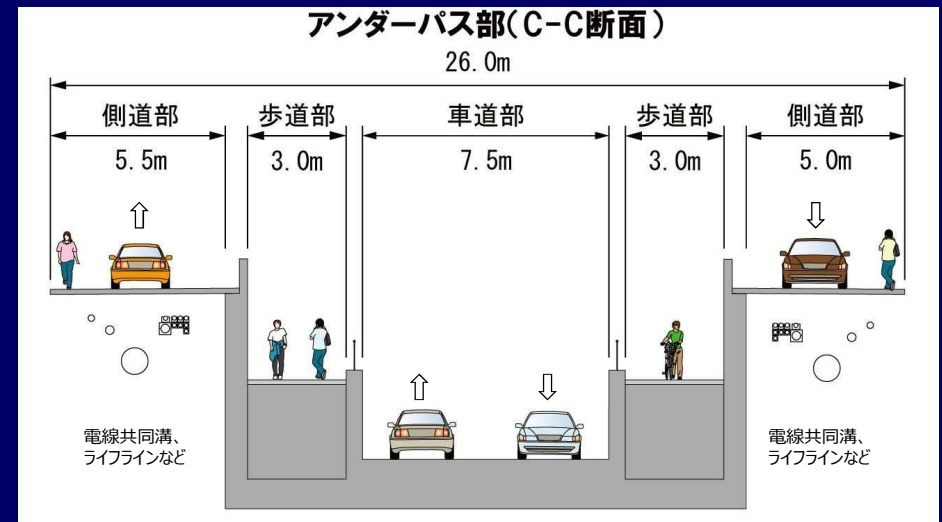 アンダーパス部(C-C断面)
26.0m
側道部 歩道部 車道部 歩道部 側道部
5.5m 3.0m 7.5m 3.0m 5.0m
電線共同溝、
ライフラインなど
電線共同溝、
ライフラインなど